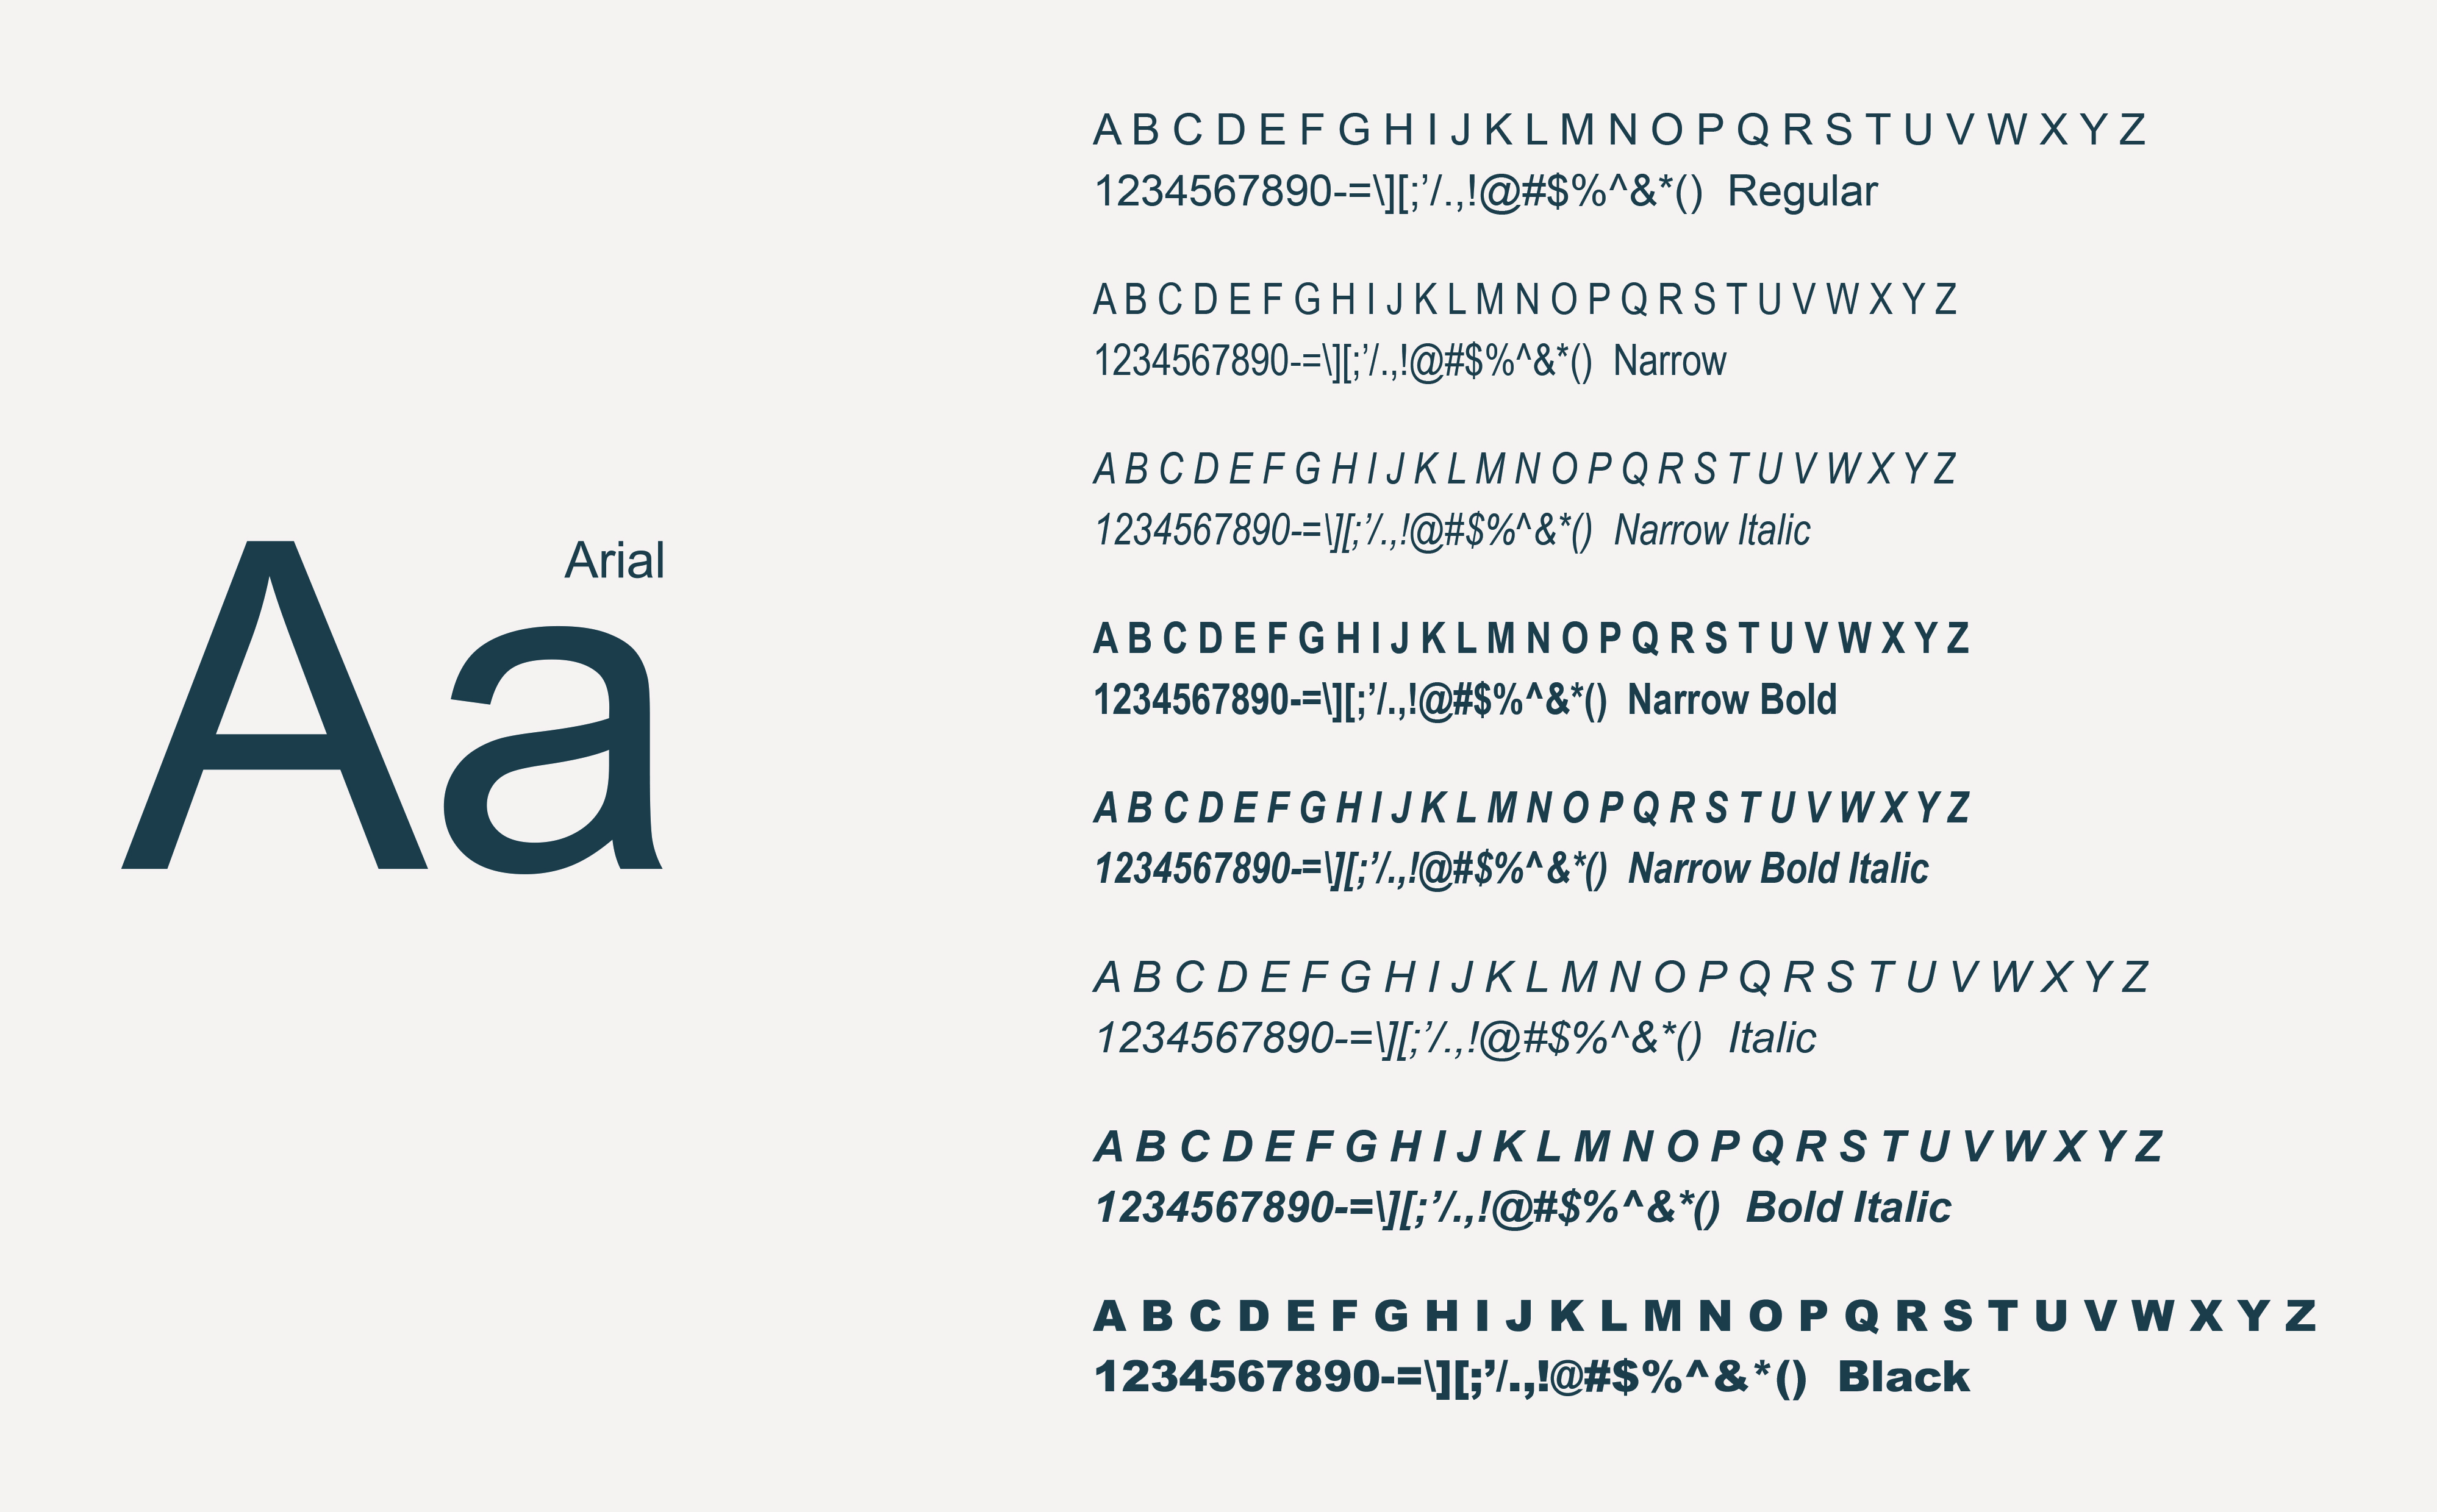 Aa
Arial
A B C D E F G H I J K L M N O P Q R S T U V W X Y Z
1234567890-=\][;’/.,!@#$%^&*() Regular
A B C D E F G H I J K L M N O P Q R S T U V W X Y Z
1234567890-=\][;’/.,!@#$%^&*() Narrow
A B C D E F G H I J K L M N O P Q R S T U V W X Y Z
1234567890-=\][;’/.,!@#$%^&*() Narrow Italic
A B C D E F G H I J K L M N O P Q R S T U V W X Y Z
1234567890-=\][;’/.,!@#$%^&*() Narrow Bold
A B C D E F G H I J K L M N O P Q R S T U V W X Y Z
1234567890-=\][;’/.,!@#$%^&*() Narrow Bold Italic
A B C D E F G H I J K L M N O P Q R S T U V W X Y Z
1234567890-=\][;’/.,!@#$%^&*() Italic
A B C D E F G H I J K L M N O P Q R S T U V W X Y Z
1234567890-=\][;’/.,!@#$%^&*() Bold Italic
A B C D E F G H I J K L M N O P Q R S T U V W X Y Z
1234567890-=\][;’/.,!@#$%^&*() Black